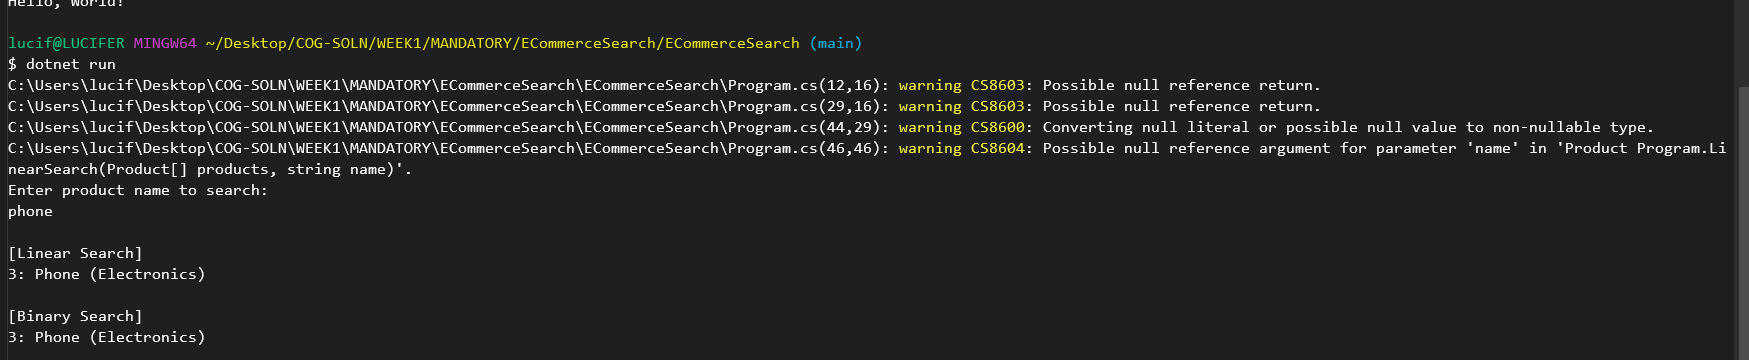 Hello, World!
lucif@LUCIFER MINGW64 ~/Desktop/COG-SOLN/WEEK1/MANDATORY/ECommerceSearch/ECommerceSearch (main)
$ dotnet run
C:\Users\lucif\Desktop\COG-SOLN\WEEK1\MANDATORY\ECommerceSearch\ECommerceSearch\Program.cs(12,16): warning CS8603: Possible null reference return.
C:\Users\lucif\Desktop\COG-SOLN\WEEK1\MANDATORY\ECommerceSearch\ECommerceSearch\Program.cs(29,16): warning CS8603: Possible null reference return.
C:\Users\lucif\Desktop\COG-SOLN\WEEK1\MANDATORY\ECommerceSearch\ECommerceSearch\Program.cs(44,29): warning CS8600: Converting null literal or possible null value to non-nullable type.
C:\Users\lucif\Desktop\COG-SOLN\WEEK1\MANDATORY\ECommerceSearch\ECommerceSearch\Program.cs(46,46): warning CS8604: Possible null reference argument for parameter 'name' in 'Product Program.Li
nearSearch(Product[] products, string name)'.
Enter product name to search:
phone
[Linear Search]
3: Phone (Electronics)
[Binary Search]
3: Phone (Electronics)